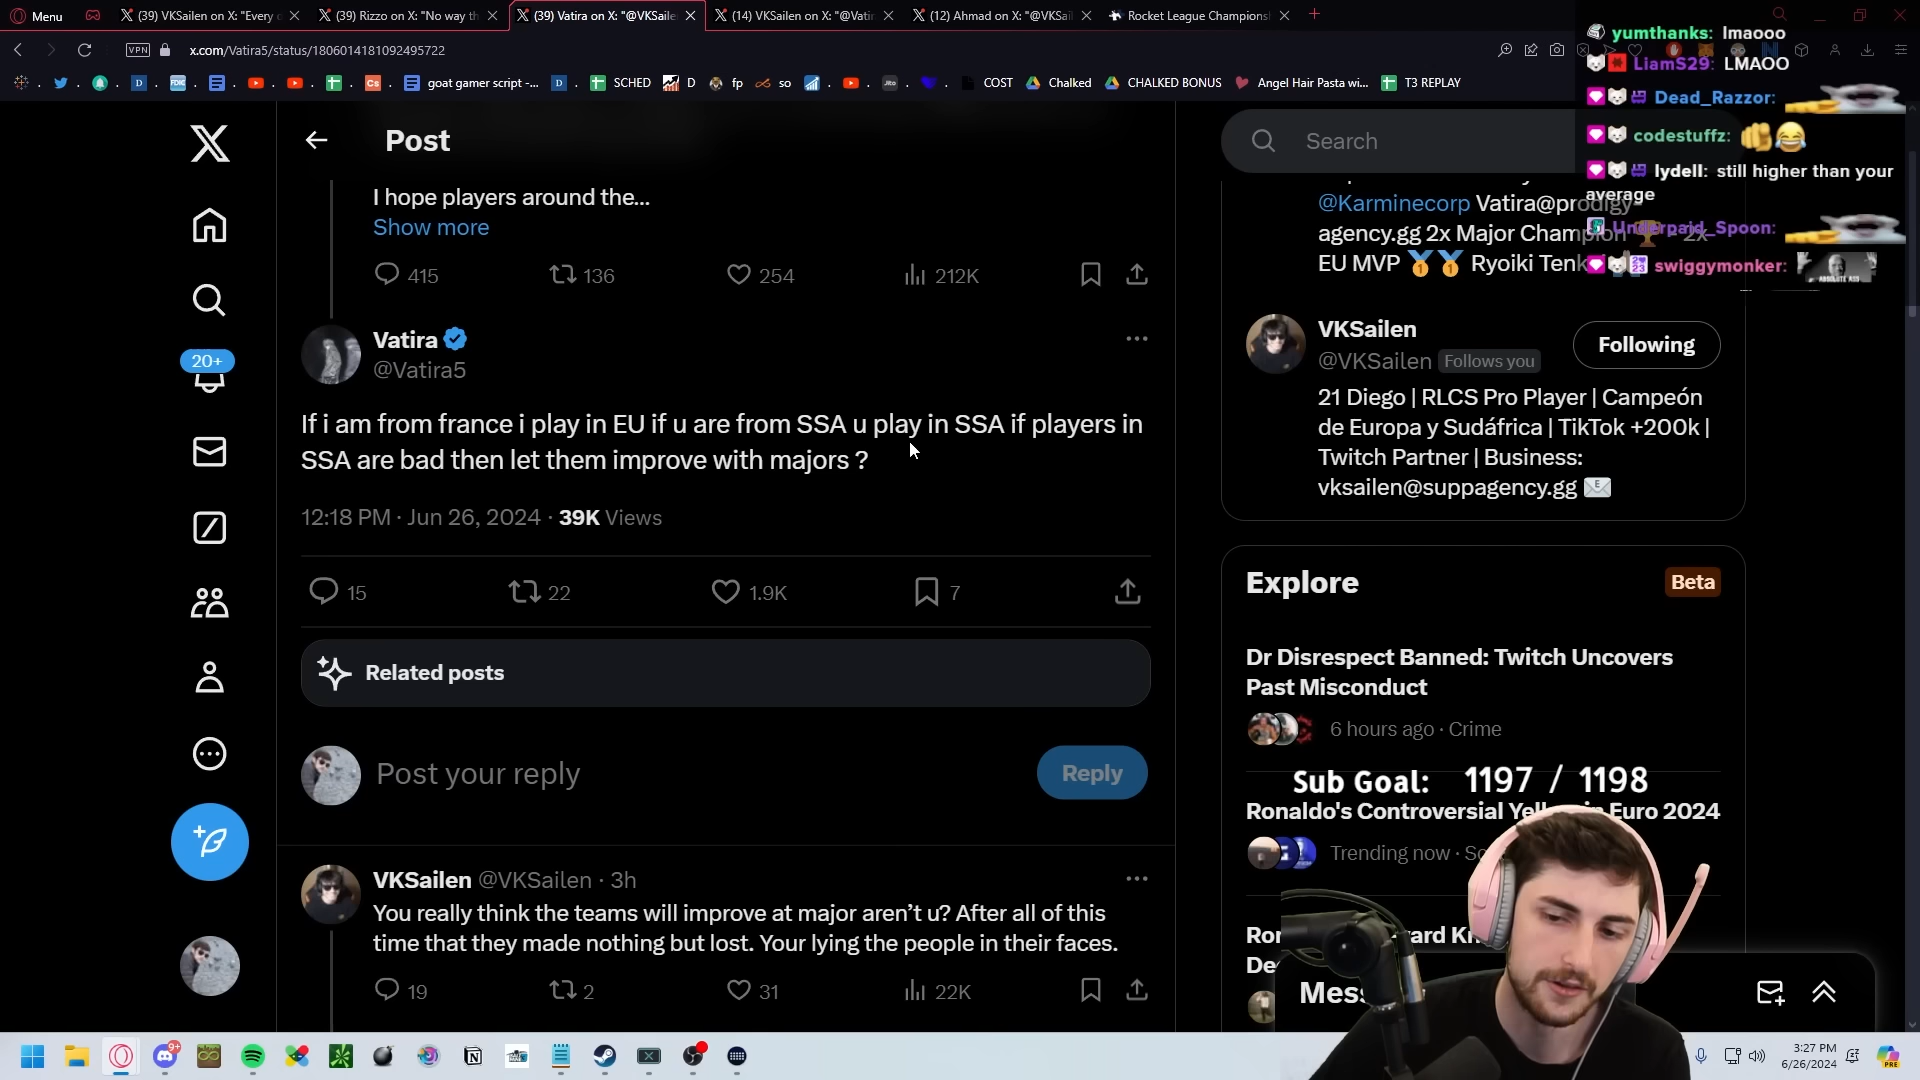 Menu
(39) VKSailen on X: "Every
(39) Rizzo on X: "No way th
(39) Vatira on X: "@VKSaile
(14) VKSailen on X: "@Vatir
(12) Ahmad on X: "@VKSai
Rocket League Champions
VPN
x.com/Vatira5/status/1806014181092495722
goat gamer script -...
SCHED
D
fp
so
COST
Chalked
CHALKED BONUS
Angel Hair Pasta wi...
T3 REPLAY
yumthanks: lmaooo
LiamS29: LMAOO
Dead_Razzor:
codestuffz:
lydell: still higher than your
average
Underpaid_Spoon:
swiggymonker:
ABSOLUTE
Post
Search
I hope players around the...
Show more
415
136
254
212K
Vatira
@Vatira5
If i am from france i play in EU if u are from SSA u play in SSA if players in
SSA are bad then let them improve with majors ?
12:18 PM · Jun 26, 2024 · 39K Views
15
22
1.9K
7
Related posts
Post your reply
Reply
VKSailen @VKSailen · 3h
You really think the teams will improve at major aren't u? After all of this
time that they made nothing but lost. Your lying the people in their faces.
19
2
31
22K
20+
@Karminecorp Vatira@prodigy-
agency.gg 2x Major Champion 2x
EU MVP Ryoiki Tenk
VKSailen
@VKSailen Follows you
Following
21 Diego | RLCS Pro Player | Campeón
de Europa y Sudáfrica | TikTok +200k |
Twitch Partner | Business:
vksailen@suppagency.gg
Explore
Beta
Dr Disrespect Banned: Twitch Uncovers
Past Misconduct
6 hours ago · Crime
Sub Goal: 1197 / 1198
Ronaldo's Controversial in Euro 2024
Trending now ·
9+
3:27 PM
6/26/2024
PRE